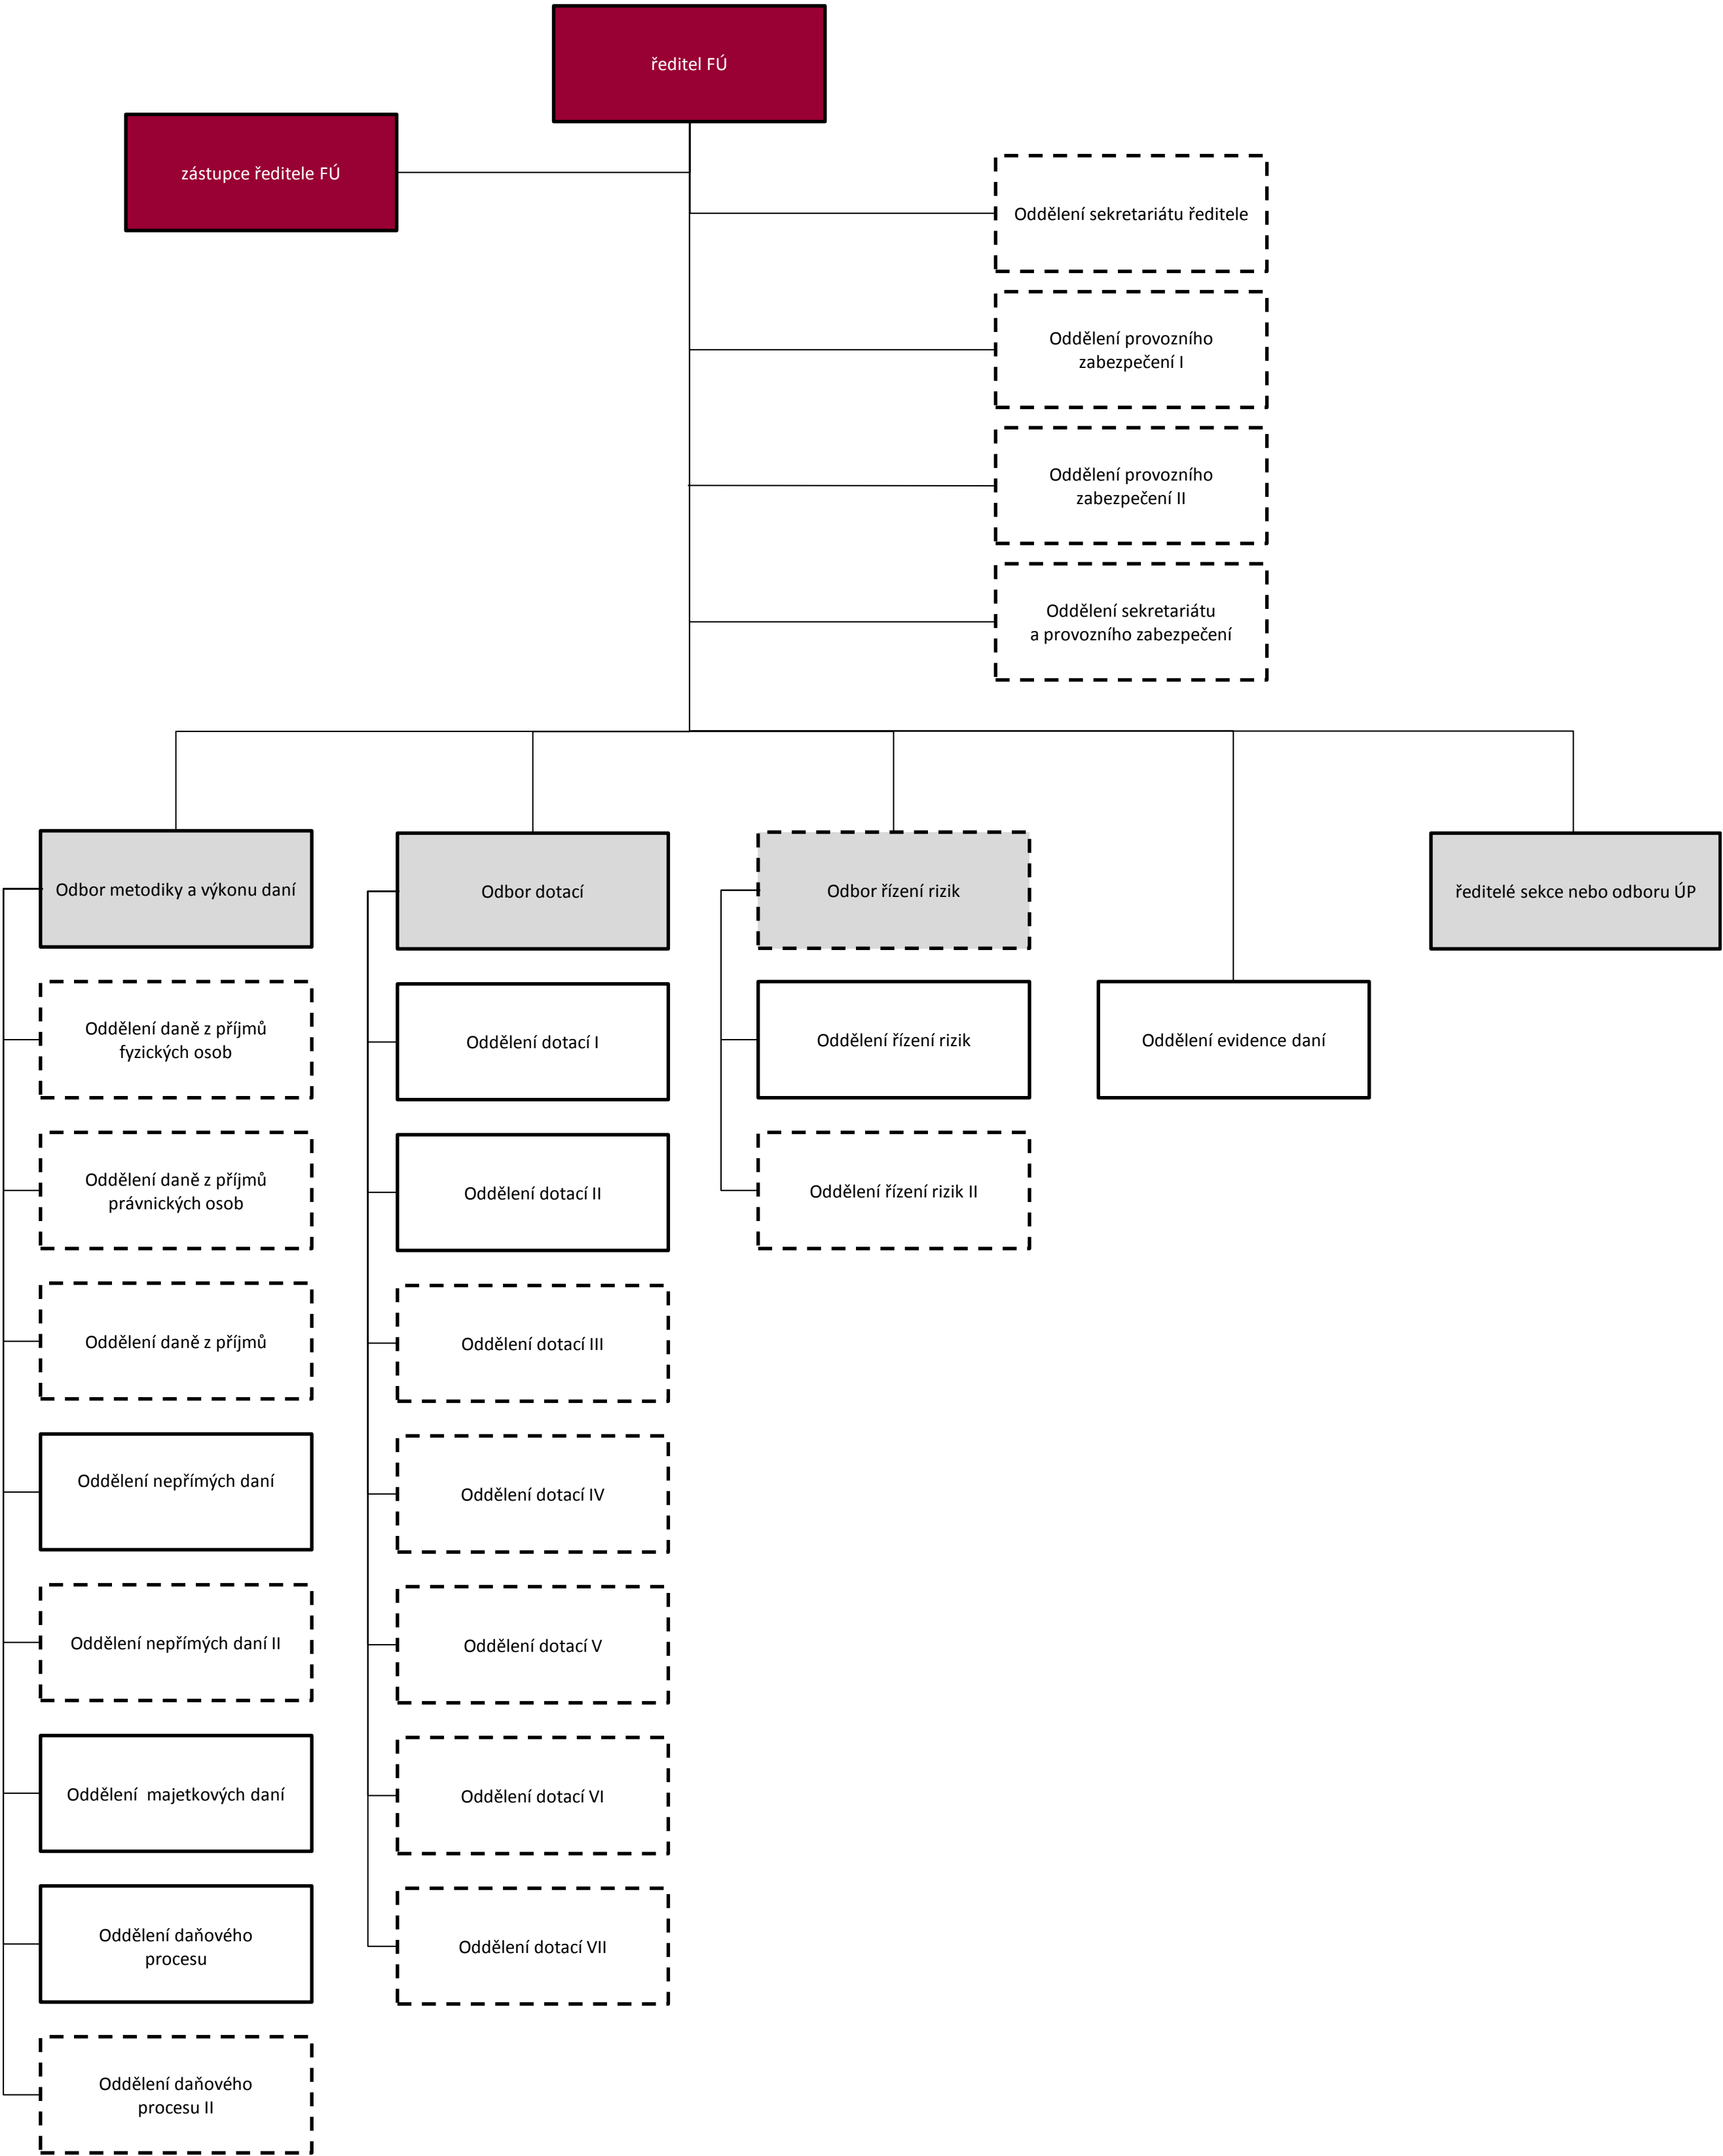 ředitel FÚ
zástupce ředitele FÚ
Oddělení sekretariátu ředitele
Oddělení provozního
zabezpečení I
Oddělení provozního
zabezpečení II
Oddělení sekretariátu
a provozního zabezpečení
Odbor metodiky a výkonu daní
Oddělení daně z příjmů
fyzických osob
Oddělení daně z příjmů
právnických osob
Oddělení daně z příjmů
Oddělení nepřímých daní
Oddělení nepřímých daní II
Oddělení  majetkových daní
Oddělení daňového
procesu
Oddělení daňového
procesu II
Odbor dotací
Oddělení dotací I
Oddělení dotací II
Oddělení dotací III
Oddělení dotací IV
Oddělení dotací V
Oddělení dotací VI
Oddělení dotací VII
Odbor řízení rizik
Oddělení řízení rizik
Oddělení řízení rizik II
Oddělení evidence daní
ředitelé sekce nebo odboru ÚP